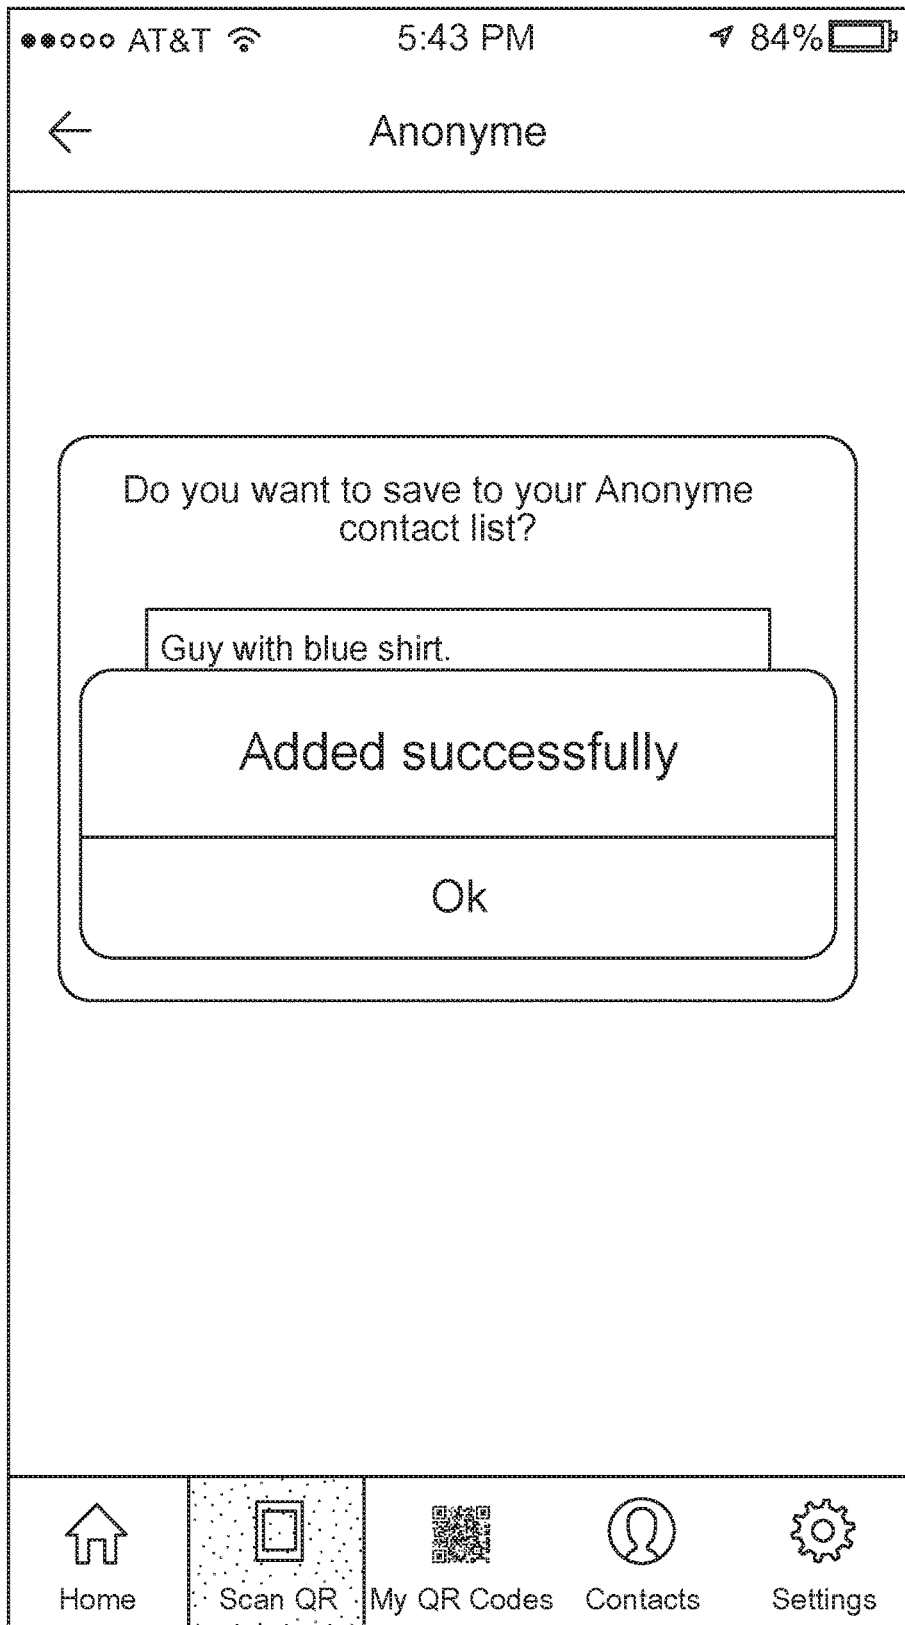 AT&T 5:43 PM 84%
Anonyme
Do you want to save to your Anonyme
contact list?
Guy with blue shirt.
Added successfully
Ok
Home Scan QR My QR Codes Contacts Settings